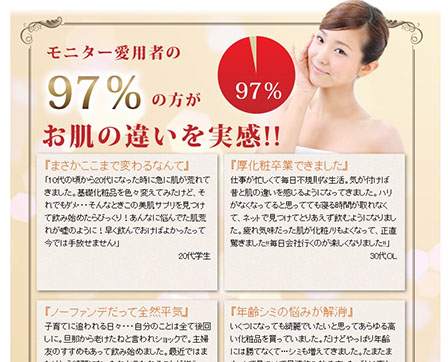 モニター愛用者の
97%
97% の方が
お肌の違いを実感!!
『まさかここまで変わるなんて』
「10代の頃から20代になった時に急に肌が荒れ
てきました。基礎化粧品を色々変えてみたけど、そ
れでもダメ・・・そんなときこの美肌サプリを見つけ
て飲み始めたらびっくり！あんなに悩んでた肌荒
れが嘘のように！早く飲んでおけばよかったって
今では手放せません」
20代学生
『厚化粧卒業できました』
仕事が忙しくて毎日不規則な生活。気が付けば
昔と肌の違いを感じるようになってきました。ハリ
がなくなってると思ってても寝る時間が取れなく
て、ネットで見つけてとりあえず飲むようになりまし
た。疲れ気味だった肌が化粧ノリもよくなって、正直
驚きました!!毎日会社行くのが楽しくなりました!!」
30代OL
『ノーファンデだって全然平気』
子育てに追われる日々・・・自分のことは全て後回
しに。旦那から老けたねと言われショックで。主婦
友のすすめもあって飲み始めました。最近ではま
『年齢シミの悩みが解消』
いくつになっても綺麗でいたいと思ってあらゆる高
い化粧品を買っていました。だけどやっぱり年齢
には勝てなくて…シミも増えてきました。たまたま